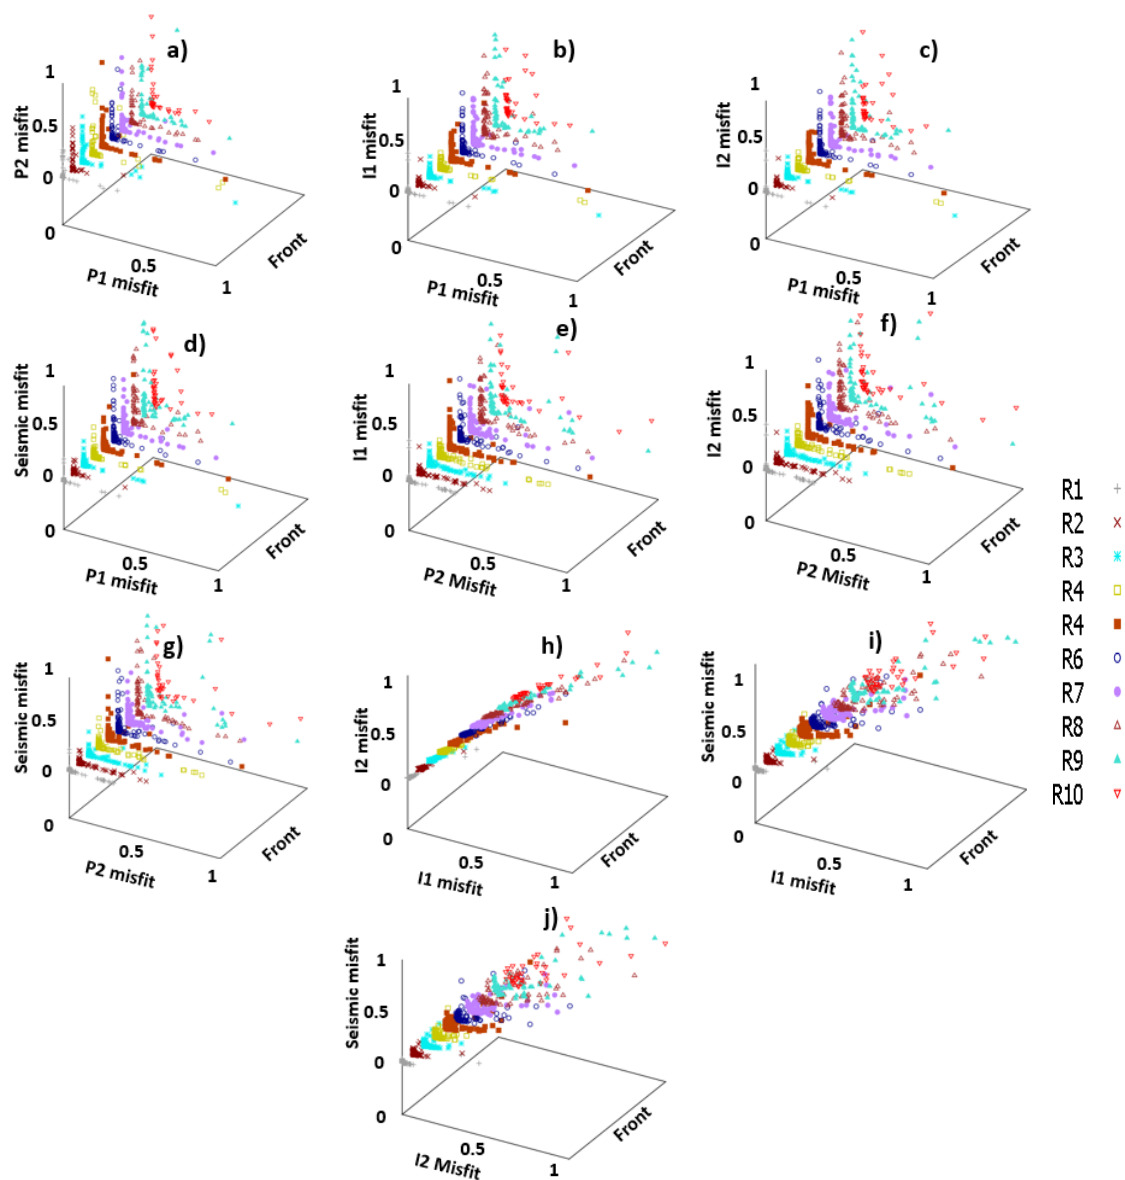 a)
P2 misfit
1
0.5
0
0
0.5
1
P1 misfit
Front
b)
I1 misfit
1
0.5
0
0
0.5
1
P1 misfit
Front
c)
I2 misfit
1
0.5
0
0
0.5
1
P1 misfit
Front
d)
Seismic misfit
1
0.5
0
0
0.5
1
P1 misfit
Front
e)
I1 misfit
1
0.5
0
0
0.5
1
P2 Misfit
Front
f)
I2 misfit
1
0.5
0
0
0.5
1
P2 Misfit
Front
g)
Seismic misfit
1
0.5
0
0
0.5
1
P2 misfit
Front
h)
I2 misfit
1
0.5
0
0
0.5
1
I1 misfit
Front
i)
Seismic misfit
1
0.5
0
0
0.5
1
I1 misfit
Front
j)
Seismic misfit
1
0.5
0
0
0.5
1
I2 Misfit
Front
R1
R2
R3
R4
R4
R6
R7
R8
R9
R10